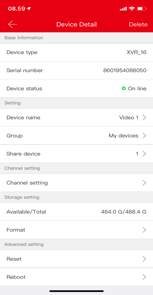 08.59
Device Detail
Delete
Base information
Device type XVR_16
Serial number 8601954088050
Device status On line
Setting
Device name Video 1
Group My devices
Share device 1
Channel setting
Channel setting
Storage setting
Available/Total 464.0 G/488.4 G
Format
Advanced setting
Reset
Reboot